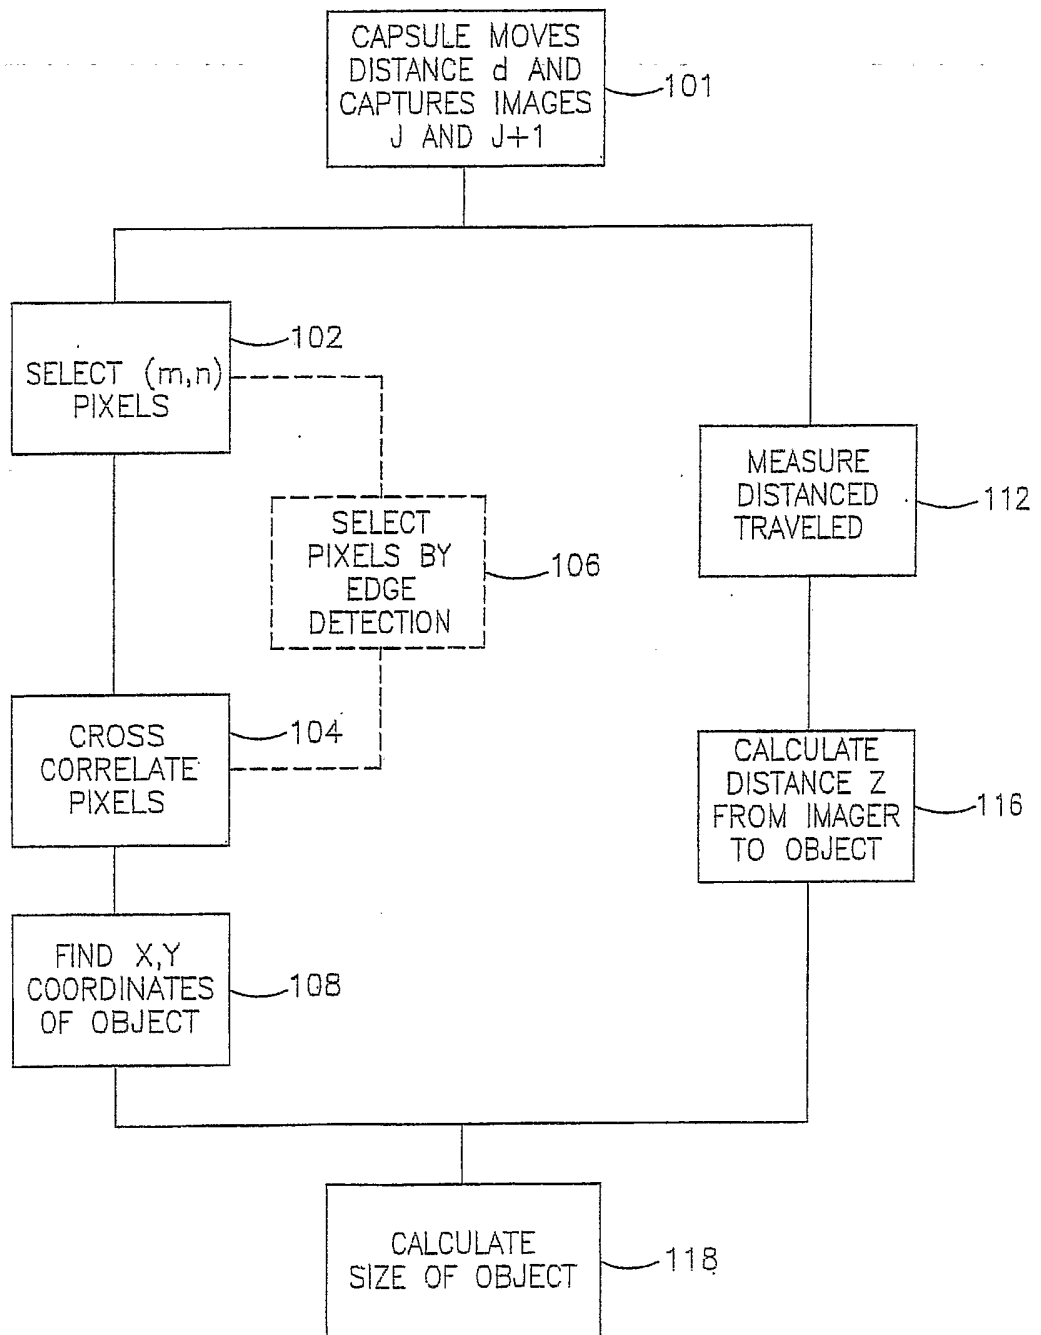 CAPSULE MOVES
DISTANCE d AND
CAPTURES IMAGES
J AND J+1
101
102
SELECT (m,n)
PIXELS
SELECT
PIXELS BY
EDGE
DETECTION
106
MEASURE
DISTANCED
TRAVELED
112
CROSS
CORRELATE
PIXELS
104
CALCULATE
DISTANCE Z
FROM IMAGER
TO OBJECT
116
FIND X,Y
COORDINATES
OF OBJECT
108
CALCULATE
SIZE OF OBJECT
118